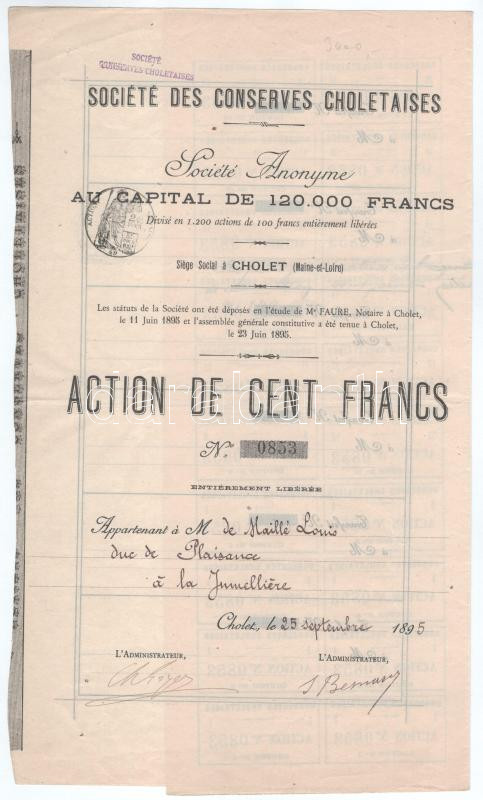 3000
SOCIÉTÉ
CONSERVES CHOLETAISES
SOCIÉTÉ DES CONSERVES CHOLETAISES
Société Anonyme
AU CAPITAL DE 120.000 FRANCS
Divisé en 1.200 actions de 100 francs entièrement libérées
Siège Social à CHOLET (Maine-et-Loire)
Les statuts de la Société ont été déposés en l'étude de Me FAURE, Notaire à Cholet,
le 11 Juin 1895 et l'assemblée générale constitutive a été tenue à Cholet,
le 23 Juin 1895.
ACTION DE CENT FRANCS
darabanth
No 0853
ENTIÈREMENT LIBÉRÉE
Appartenant à M de Maillé Louis
duc de Plaisance
à la Jumellière
Cholet, le 25 septembre 1895
L'ADMINISTRATEUR, L'ADMINISTRATEUR,